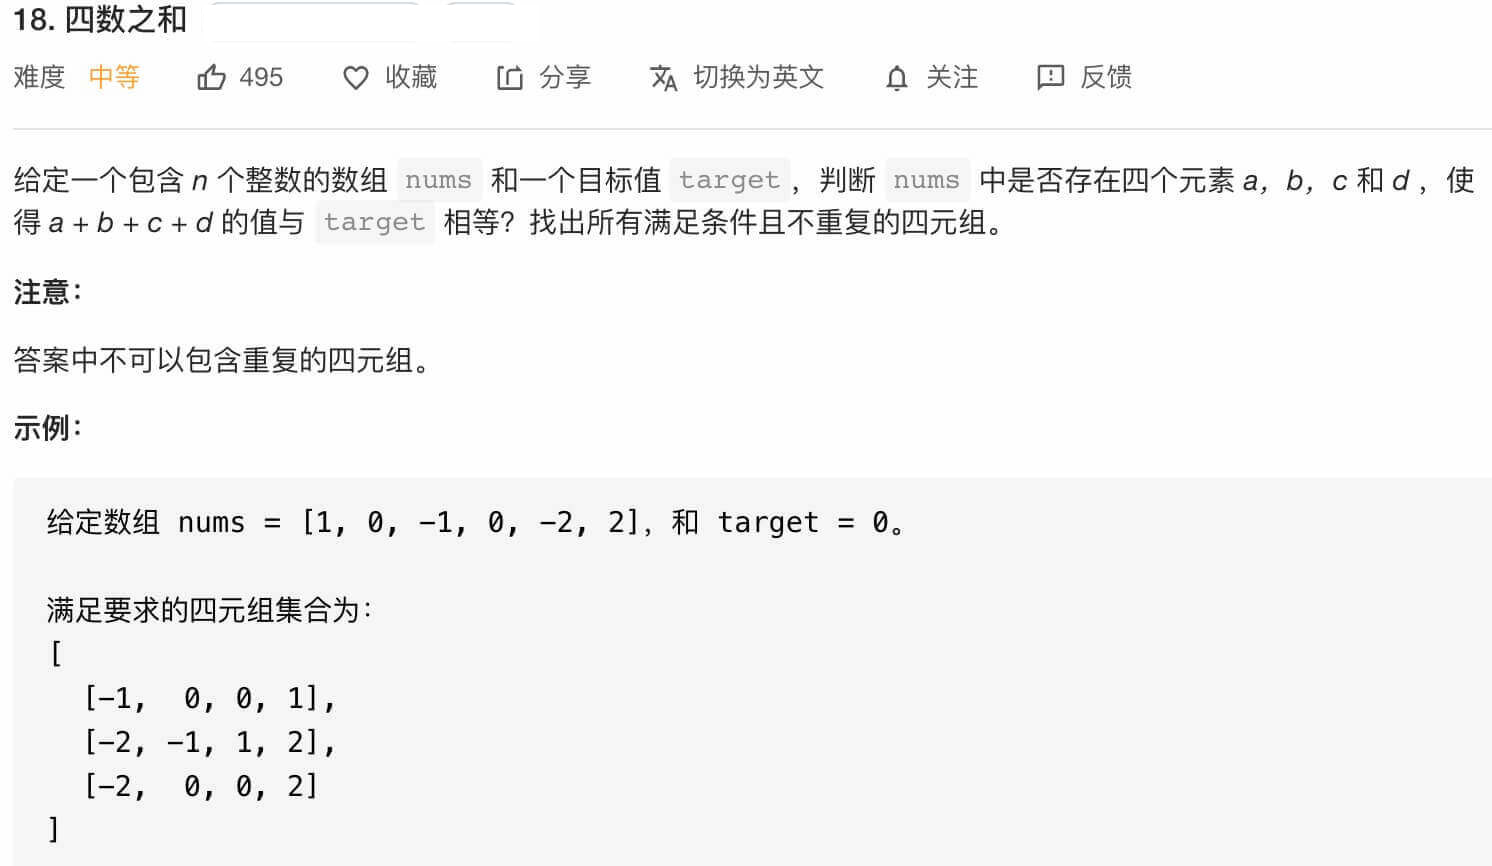 18. 四数之和
难度 中等 495 收藏 分享 切换为英文 关注 反馈
给定一个包含 n 个整数的数组 nums 和一个目标值 target，判断 nums 中是否存在四个元素 a，b，c 和 d ，使
得 a + b + c + d 的值与 target 相等？找出所有满足条件且不重复的四元组。
注意：
答案中不可以包含重复的四元组。
示例：
给定数组 nums = [1, 0, -1, 0, -2, 2]，和 target = 0。
满足要求的四元组集合为：
[
[-1,  0, 0, 1],
[-2, -1, 1, 2],
[-2,  0, 0, 2]
]